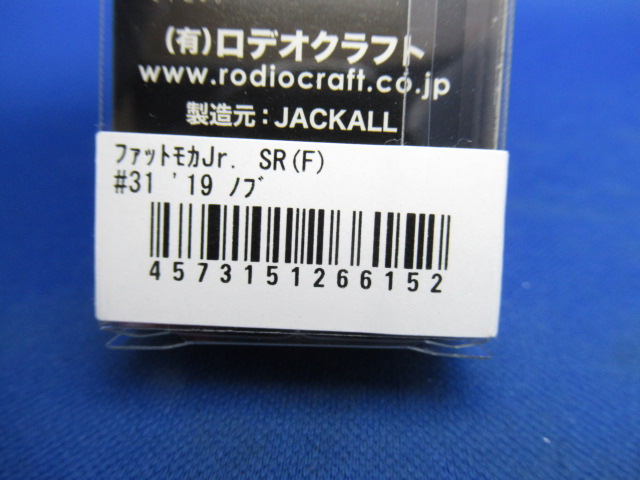 (有)ロデオクラフト
www.rodiocraft.co.jp
製造元:JACKALL
ﾌｧｯﾄﾓｶJr. SR(F)
#31 '19 ﾉﾌﾞ
4573151266152